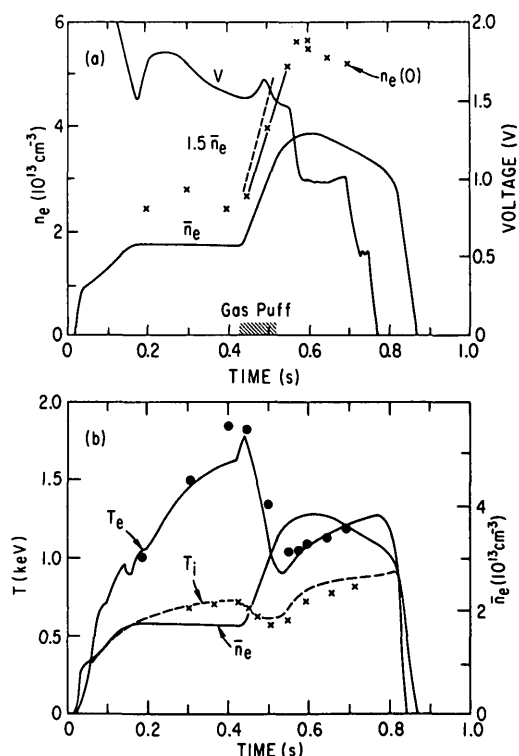 (a)
6
4
2
0
n_e (10^13 cm^-3)
2.0
1.5
1.0
0.5
0
VOLTAGE (V)
V
× n_e(0)
1.5 n̄_e
n̄_e
Gas Puff
0
0.2
0.4
0.6
0.8
1.0
TIME (s)
(b)
2.0
1.5
1.0
0.5
0
T (keV)
4
2
0
n̄_e (10^13 cm^-3)
T_e
T_i
n̄_e
0
0.2
0.4
0.6
0.8
1.0
TIME (s)